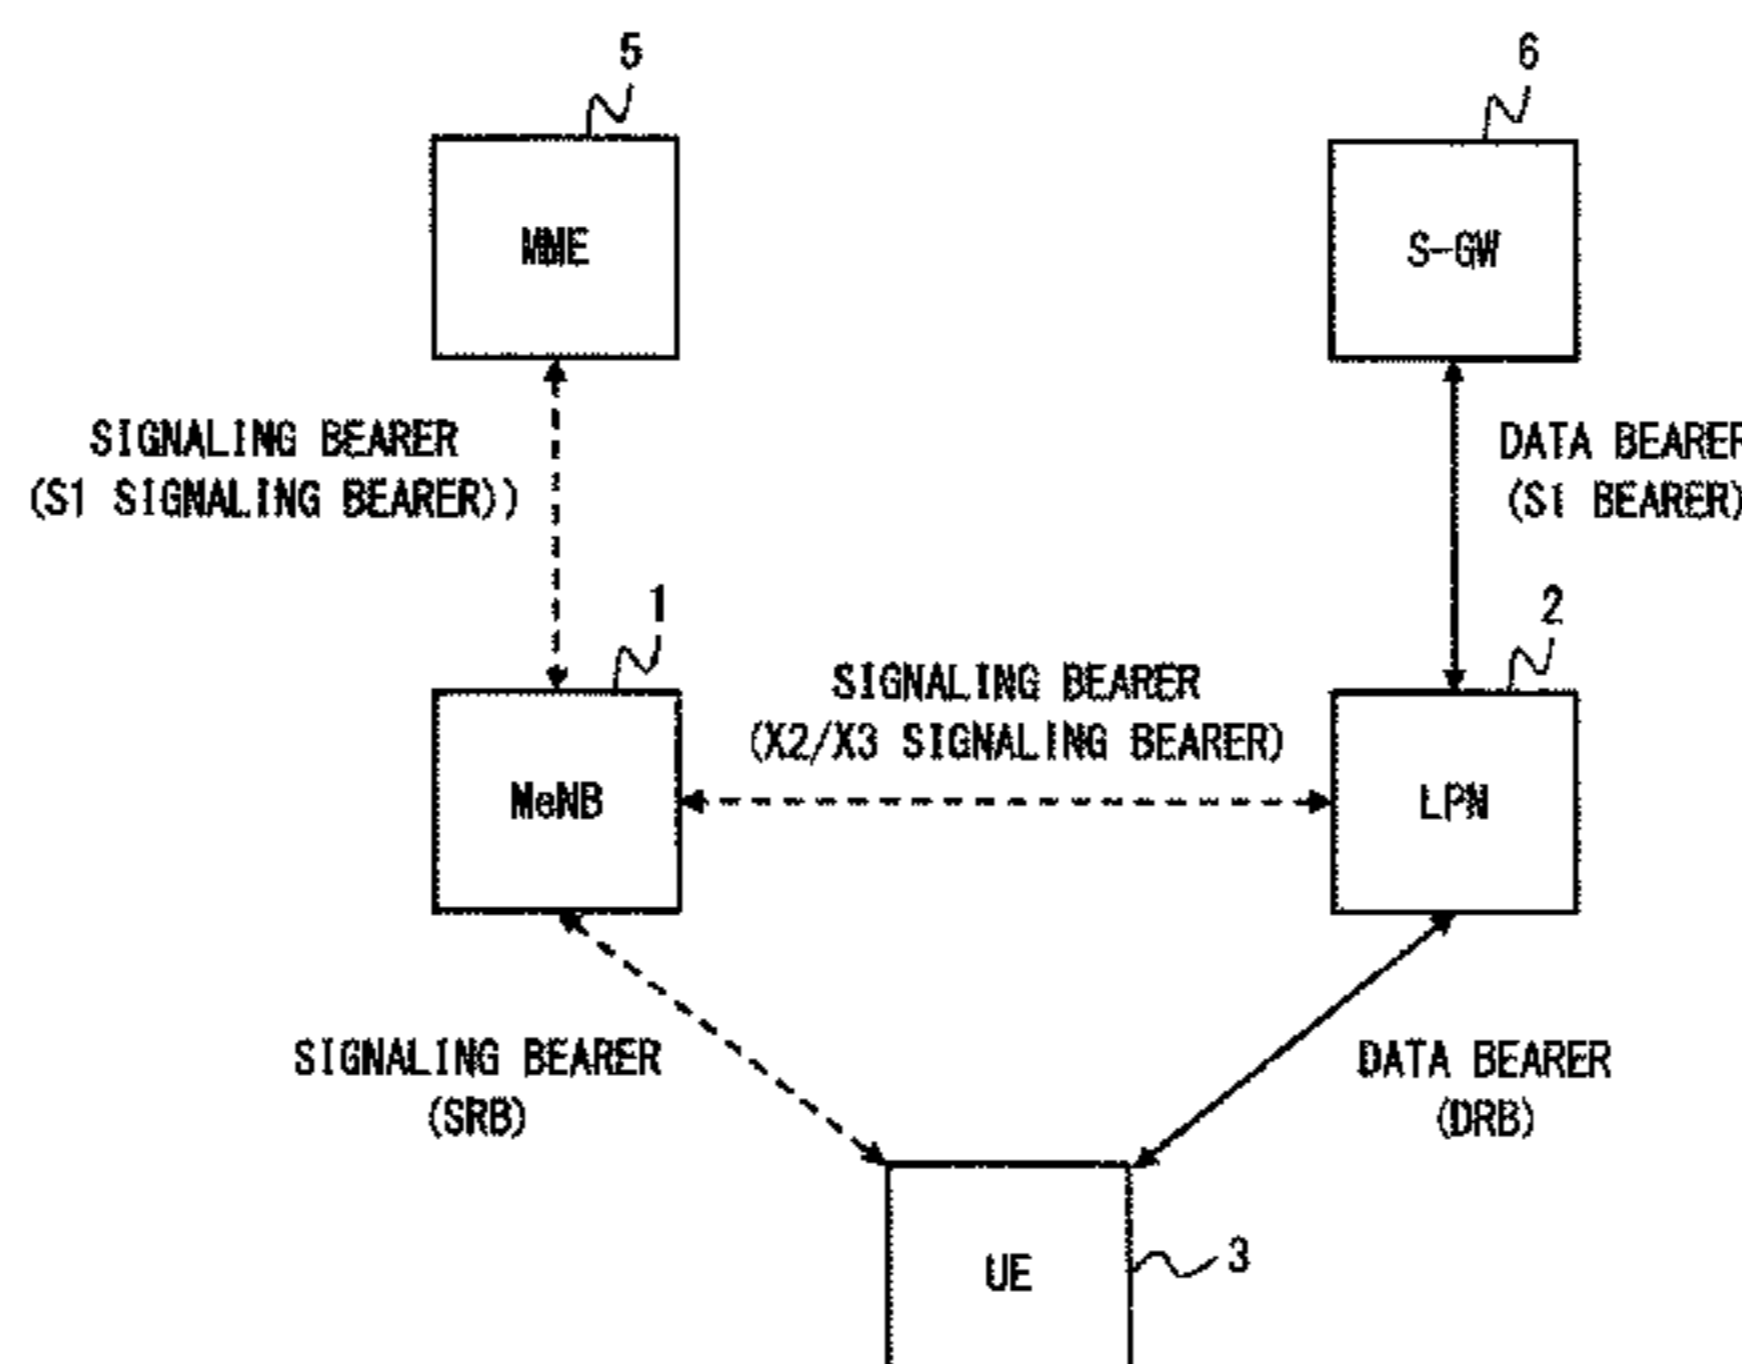 5
6
MME
S-GW
SIGNALING BEARER
(S1 SIGNALING BEARER))
DATA BEARER
(S1 BEARER)
1
2
SIGNALING BEARER
(X2/X3 SIGNALING BEARER)
MeNB
LPN
SIGNALING BEARER
(SRB)
DATA BEARER
(DRB)
UE
3